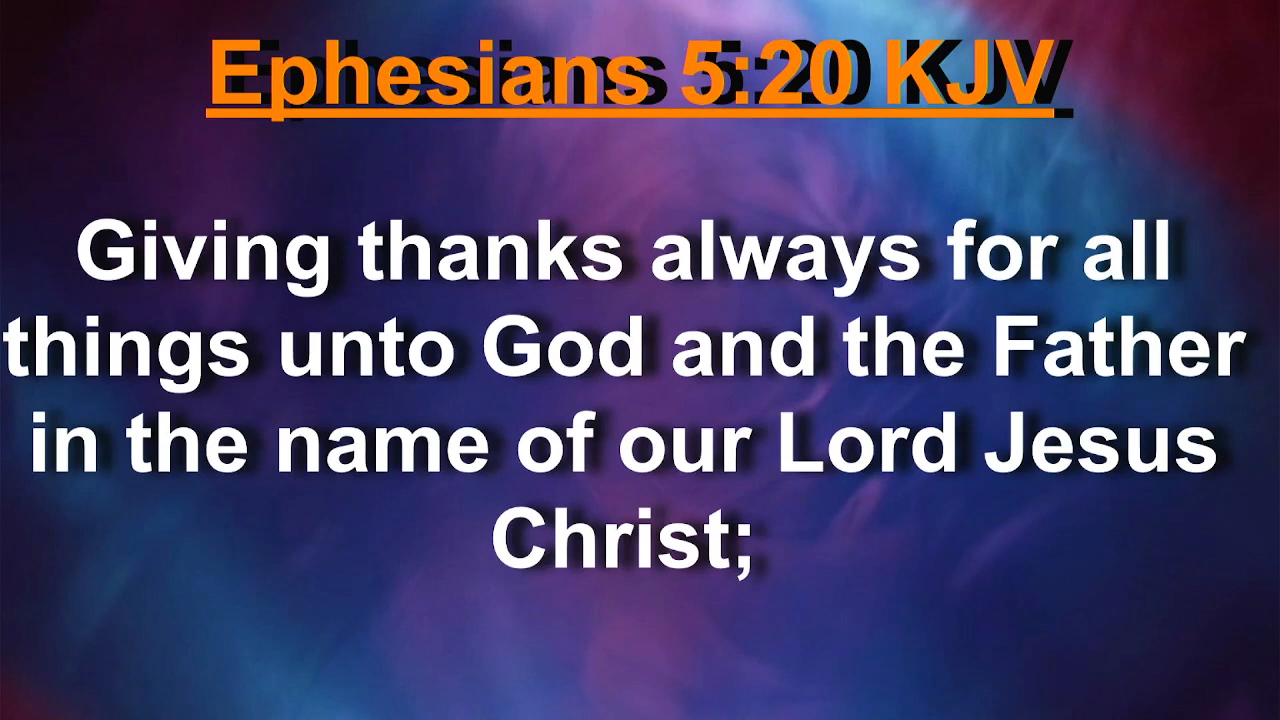 Ephesians 5:20 KJV
Giving thanks always for all
things unto God and the Father
in the name of our Lord Jesus
Christ;